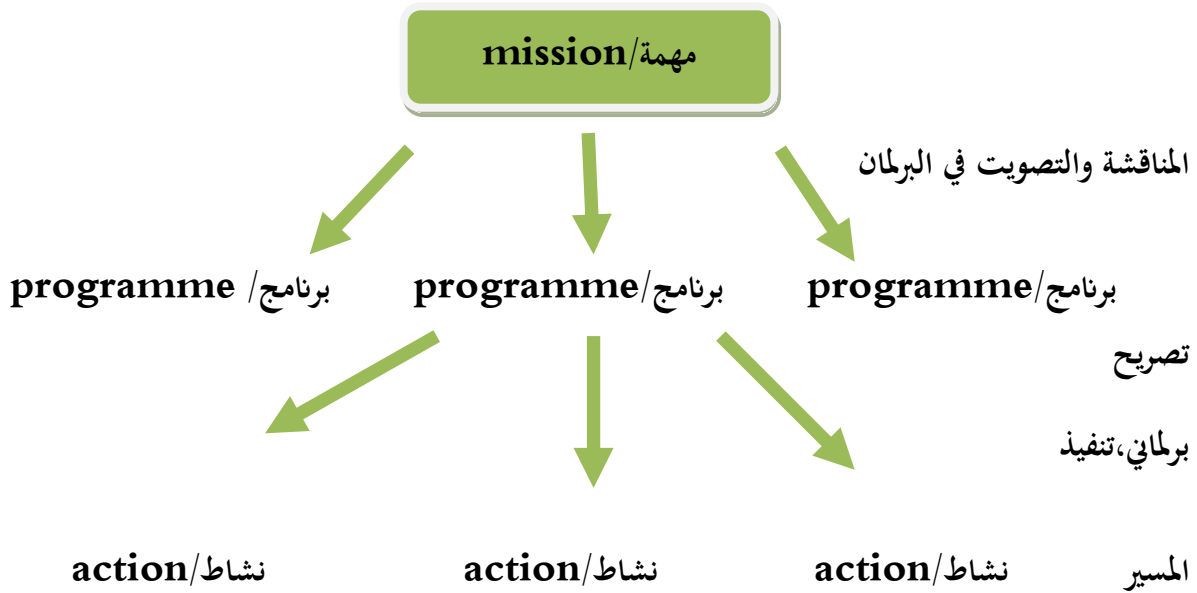 مهمة/mission
المناقشة والتصويت في البرلمان
برنامج/programme برنامج/programme برنامج/ programme
تصريح
برلماني،تنفيذ
المسير نشاط/action نشاط/action نشاط/action